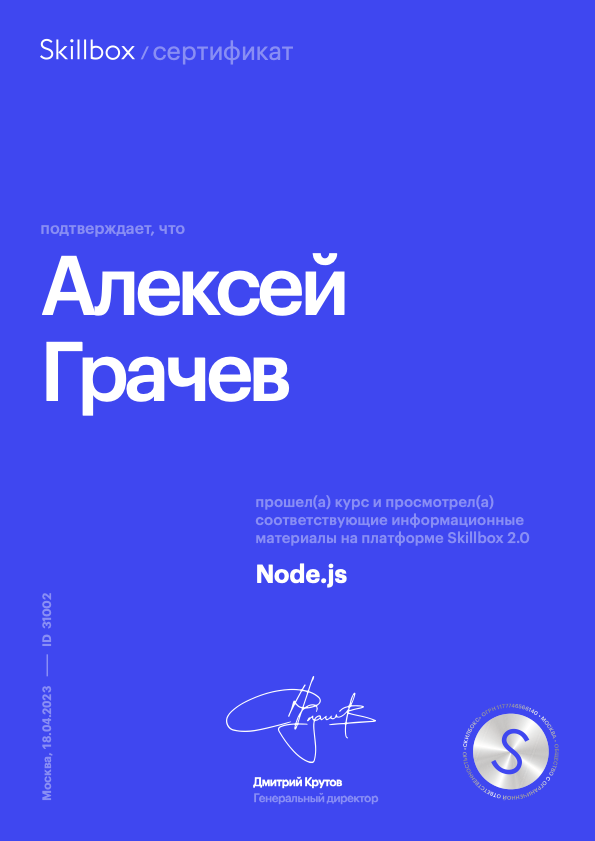 Skillbox / сертификат
подтверждает, что
Алексей
Грачев
прошел(а) курс и просмотрел(а)
соответствующие информационные
материалы на платформе Skillbox 2.0
Node.js
Москва, 18.04.2023 — ID 31002
Дмитрий Крутов
Генеральный директор